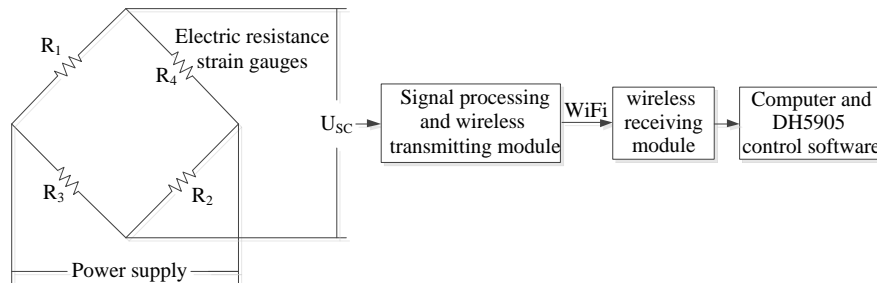 R1
Electric resistance
strain gauges
R4
R3
R2
Power supply
USC
Signal processing
and wireless
transmitting module
WiFi
wireless
receiving
module
Computer and
DH5905
control software